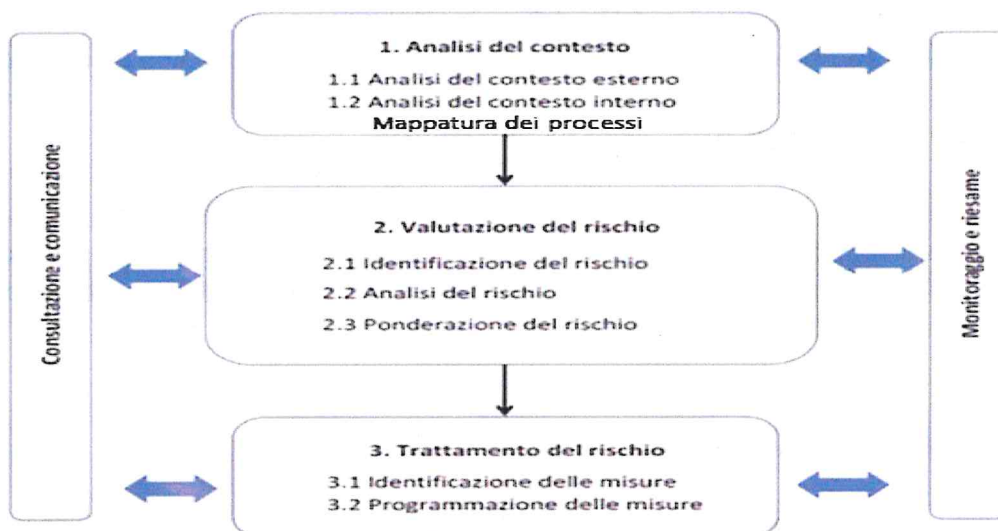 Consultazione e comunicazione
1. Analisi del contesto
1.1 Analisi del contesto esterno
1.2 Analisi del contesto interno
Mappatura dei processi
2. Valutazione del rischio
2.1 Identificazione del rischio
2.2 Analisi del rischio
2.3 Ponderazione del rischio
3. Trattamento del rischio
3.1 Identificazione delle misure
3.2 Programmazione delle misure
Monitoraggio e riesame